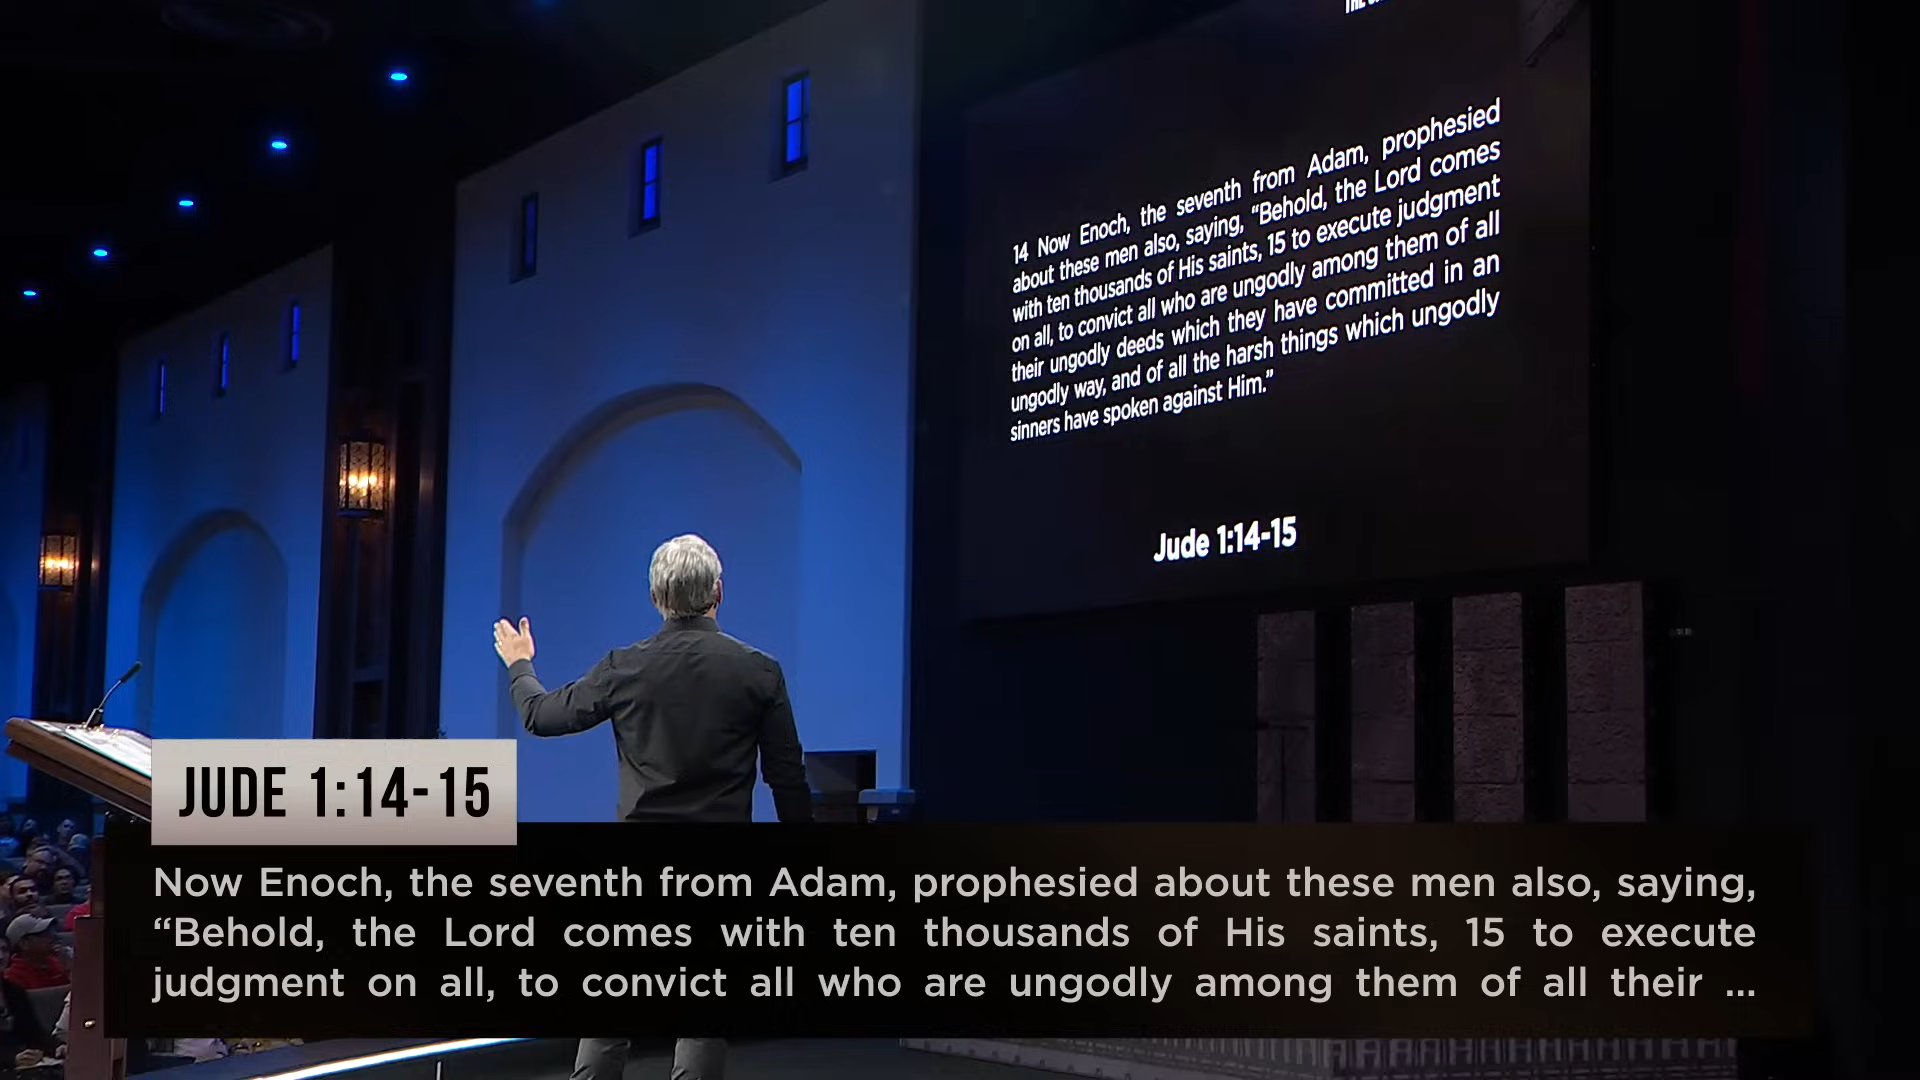 14 Now Enoch, the seventh from Adam, prophesied
about these men also, saying, “Behold, the Lord comes
with ten thousands of His saints, 15 to execute judgment
on all, to convict all who are ungodly among them of all
their ungodly deeds which they have committed in an
ungodly way, and of all the harsh things which ungodly
sinners have spoken against Him.”
Jude 1:14-15
JUDE 1:14-15
Now Enoch, the seventh from Adam, prophesied about these men also, saying,
“Behold, the Lord comes with ten thousands of His saints, 15 to execute
judgment on all, to convict all who are ungodly among them of all their ...